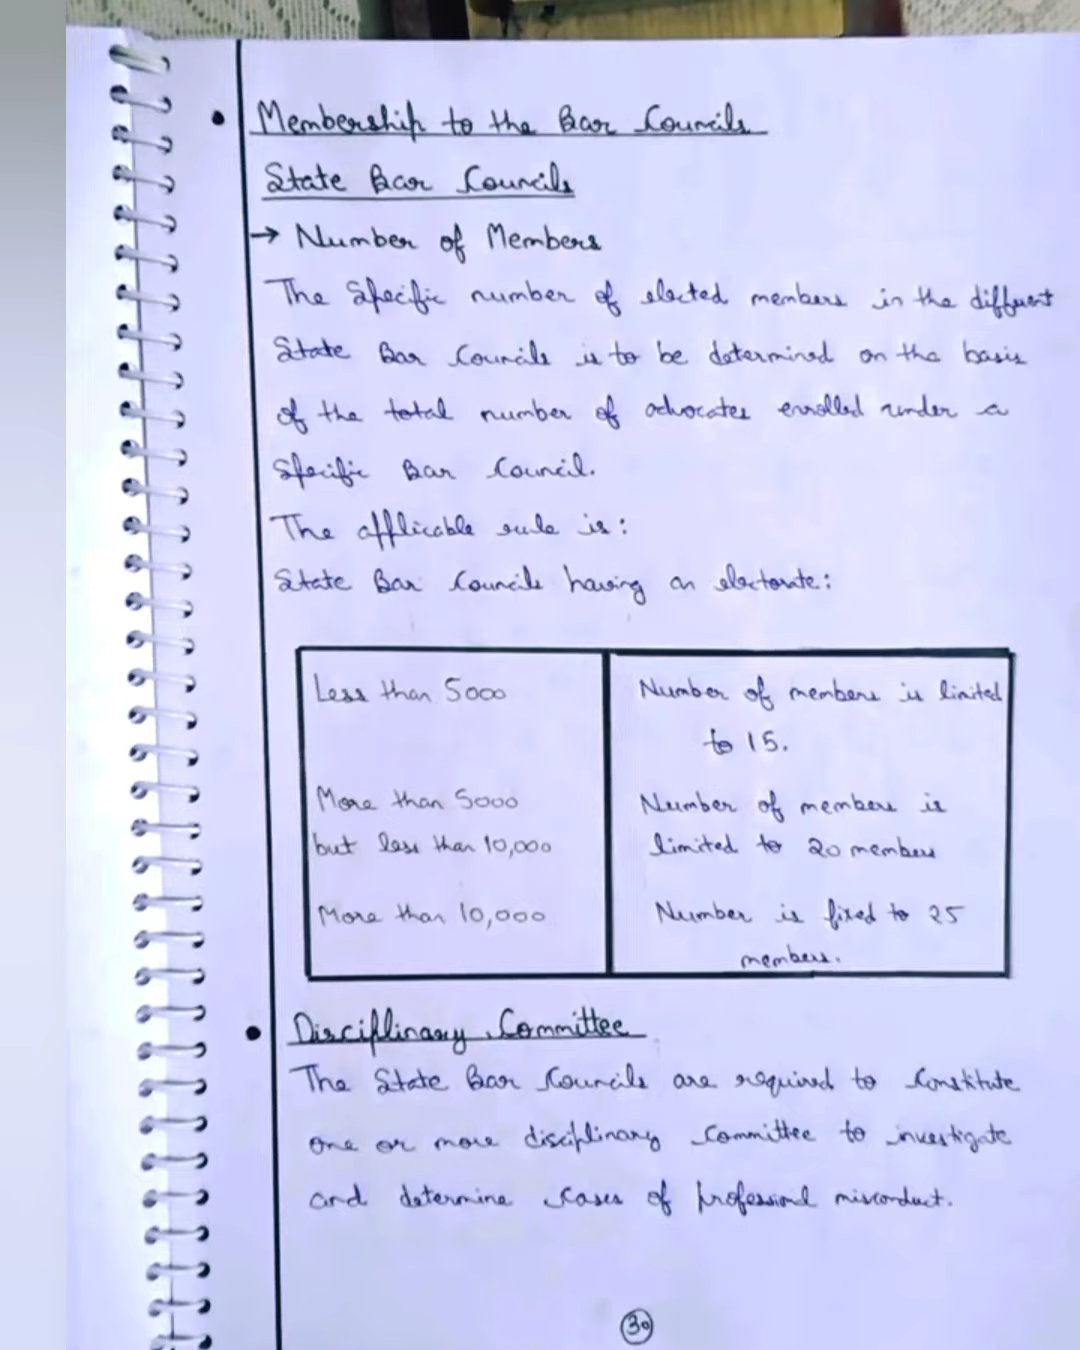 Membership to the Bar Councils
State Bar Councils
→ Number of Members
The Specific number of elected members in the different
State Bar Councils is to be determined on the basis
of the total number of advocates enrolled under a
Specific Bar Council.
The applicable rule is:
State Bar Councils having an electorate:
Less than 5000
Number of members is limited
to 15.
More than 5000
but less than 10,000
Number of members is
limited to 20 members
More than 10,000
Number is fixed to 25
members.
Disciplinary Committee
The State Bar Councils are required to constitute
one or more disciplinary committee to investigate
and determine cases of professional misconduct.
30